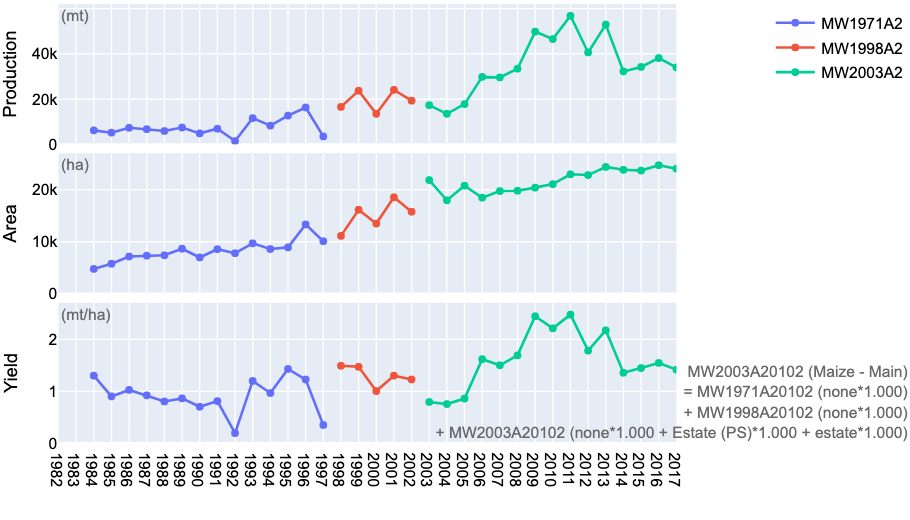 Production
(mt)
40k
20k
0
MW1971A2
MW1998A2
MW2003A2
Area
(ha)
20k
10k
0
Yield
(mt/ha)
2
1
0
MW2003A20102 (Maize - Main)
= MW1971A20102 (none*1.000)
+ MW1998A20102 (none*1.000)
+ MW2003A20102 (none*1.000 + Estate (PS)*1.000 + estate*1.000)
1982
1983
1984
1985
1986
1987
1988
1989
1990
1991
1992
1993
1994
1995
1996
1997
1998
1999
2000
2001
2002
2003
2004
2005
2006
2007
2008
2009
2010
2011
2012
2013
2014
2015
2016
2017